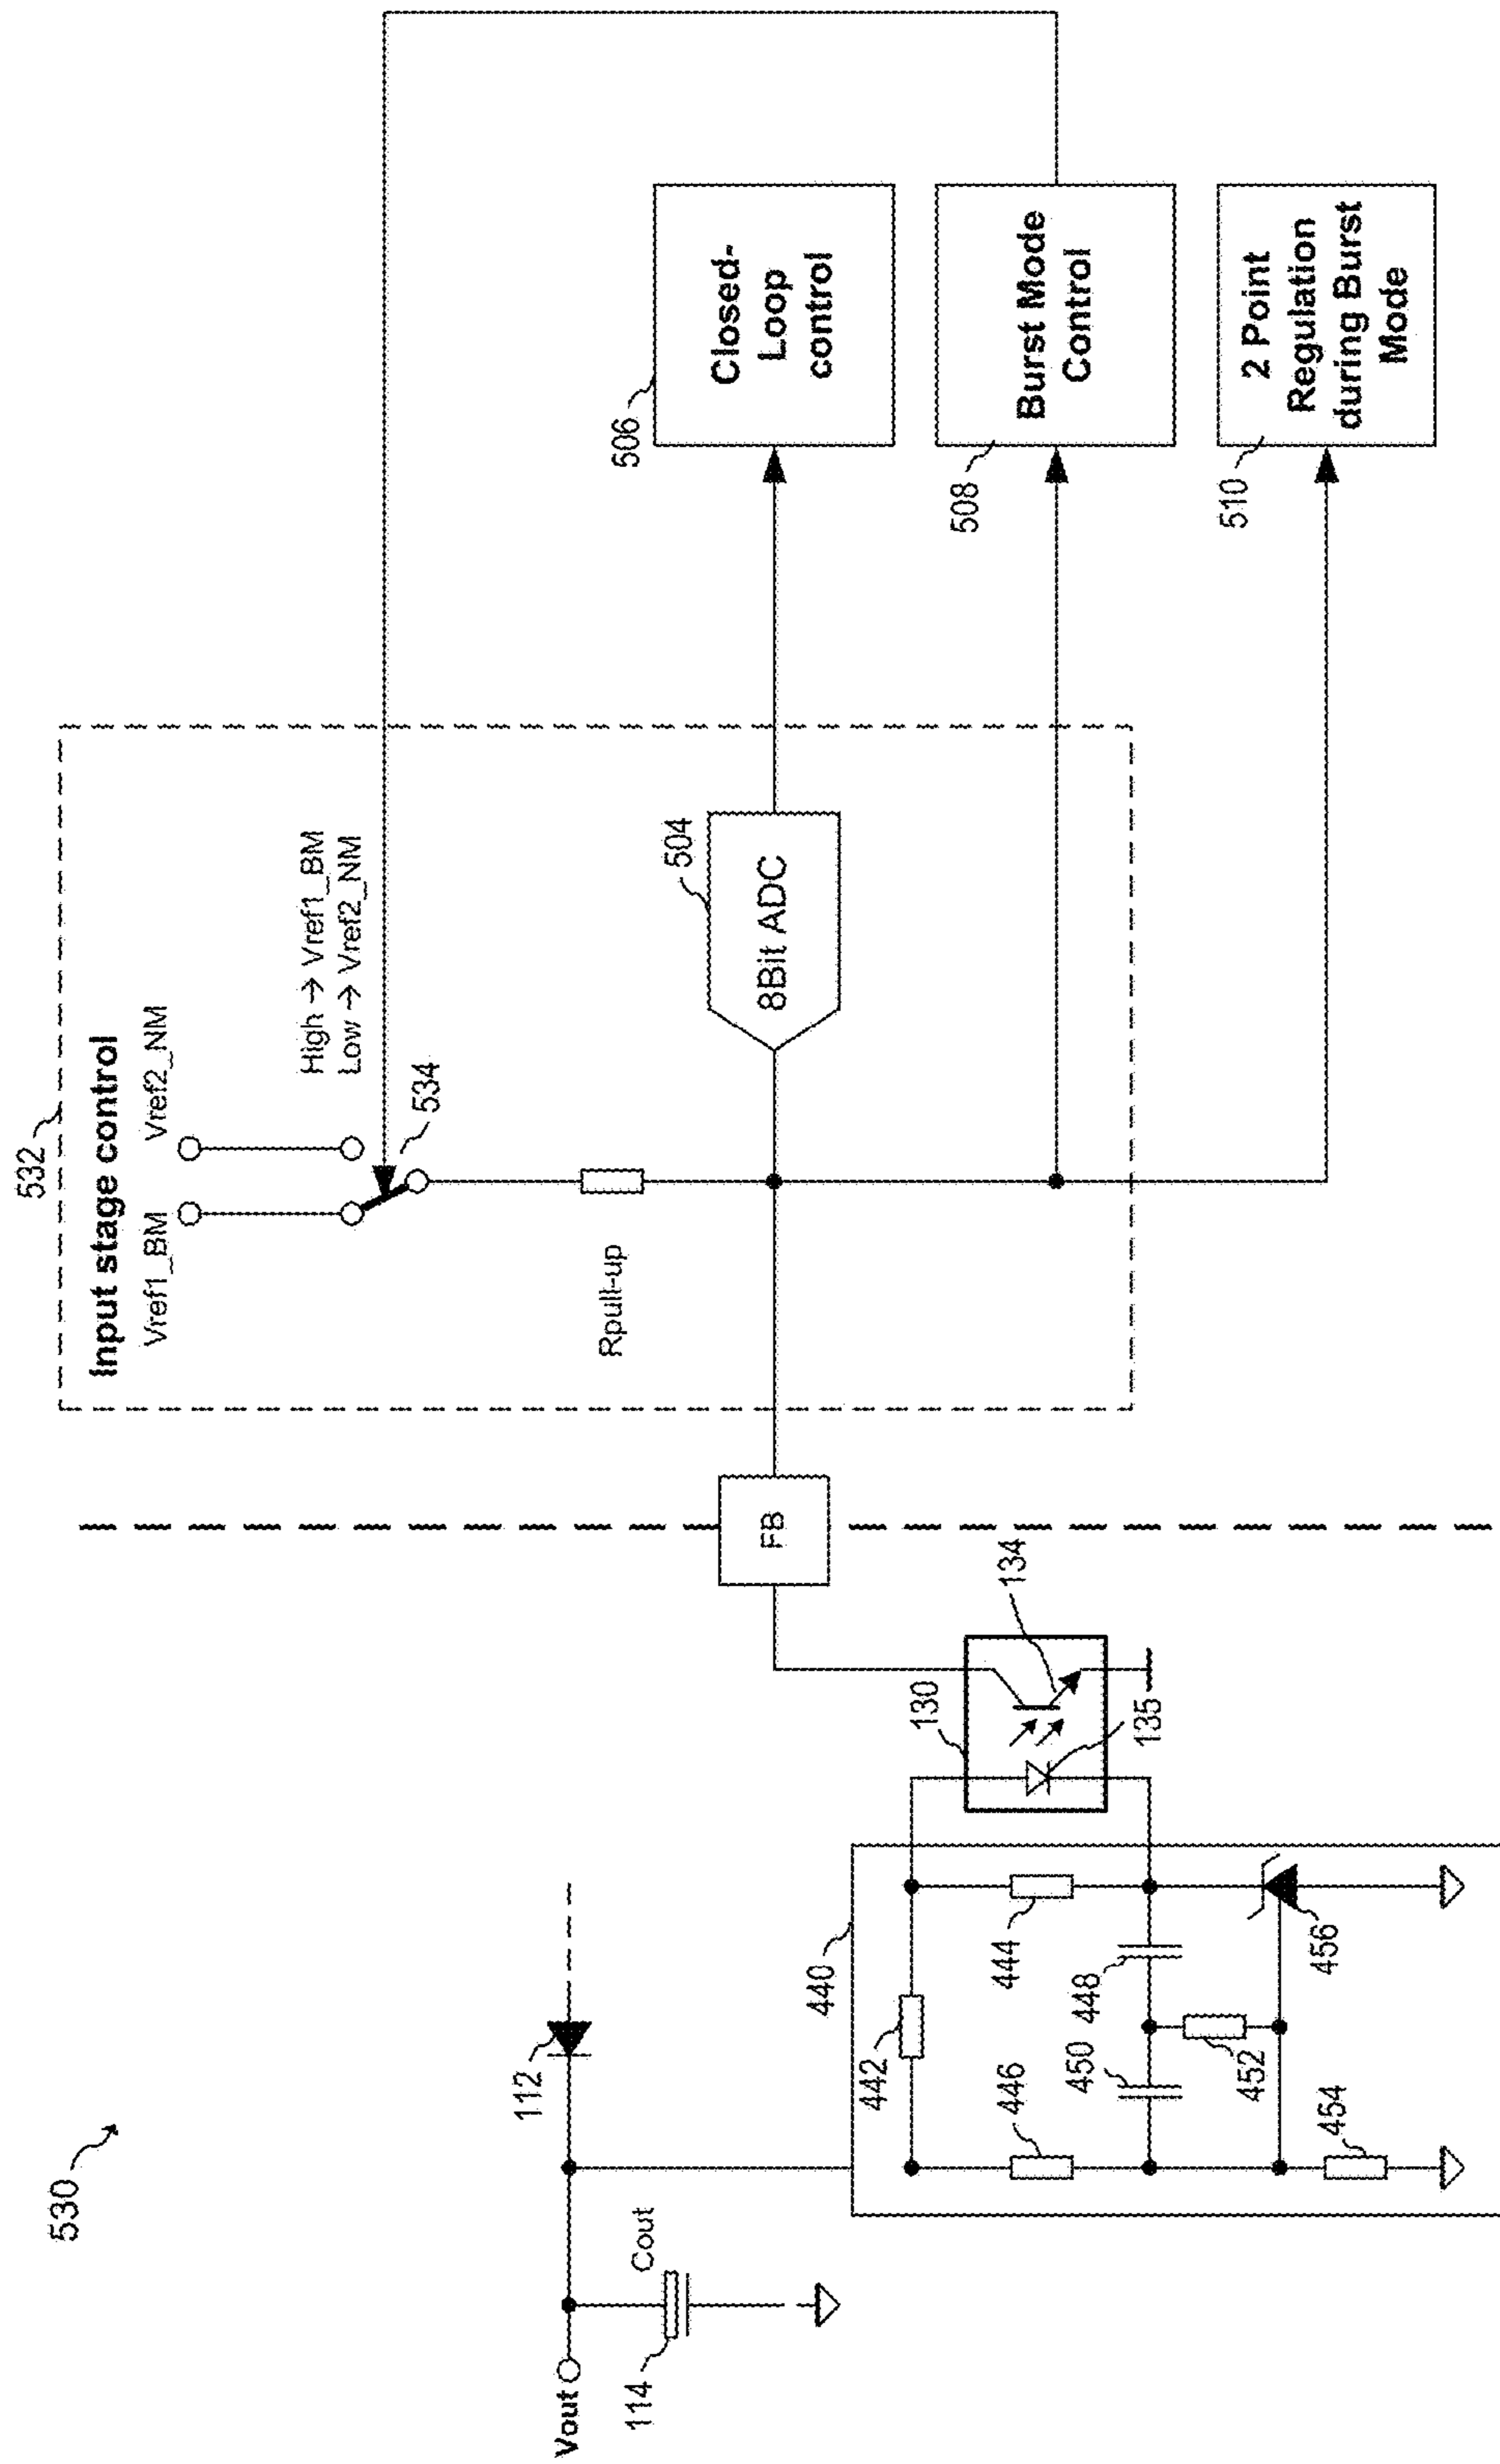 530
532
Input stage control
Vref1_BM
Vref2_NM
High → Vref1_BM
Low → Vref2_NM
534
Rpull-up
504
8Bit ADC
506
Closed-
Loop
control
508
Burst Mode
Control
510
2 Point
Regulation
during Burst
Mode
FB
Vout
114
Cout
112
440
442
444
446
448
450
452
454
456
130
134
135